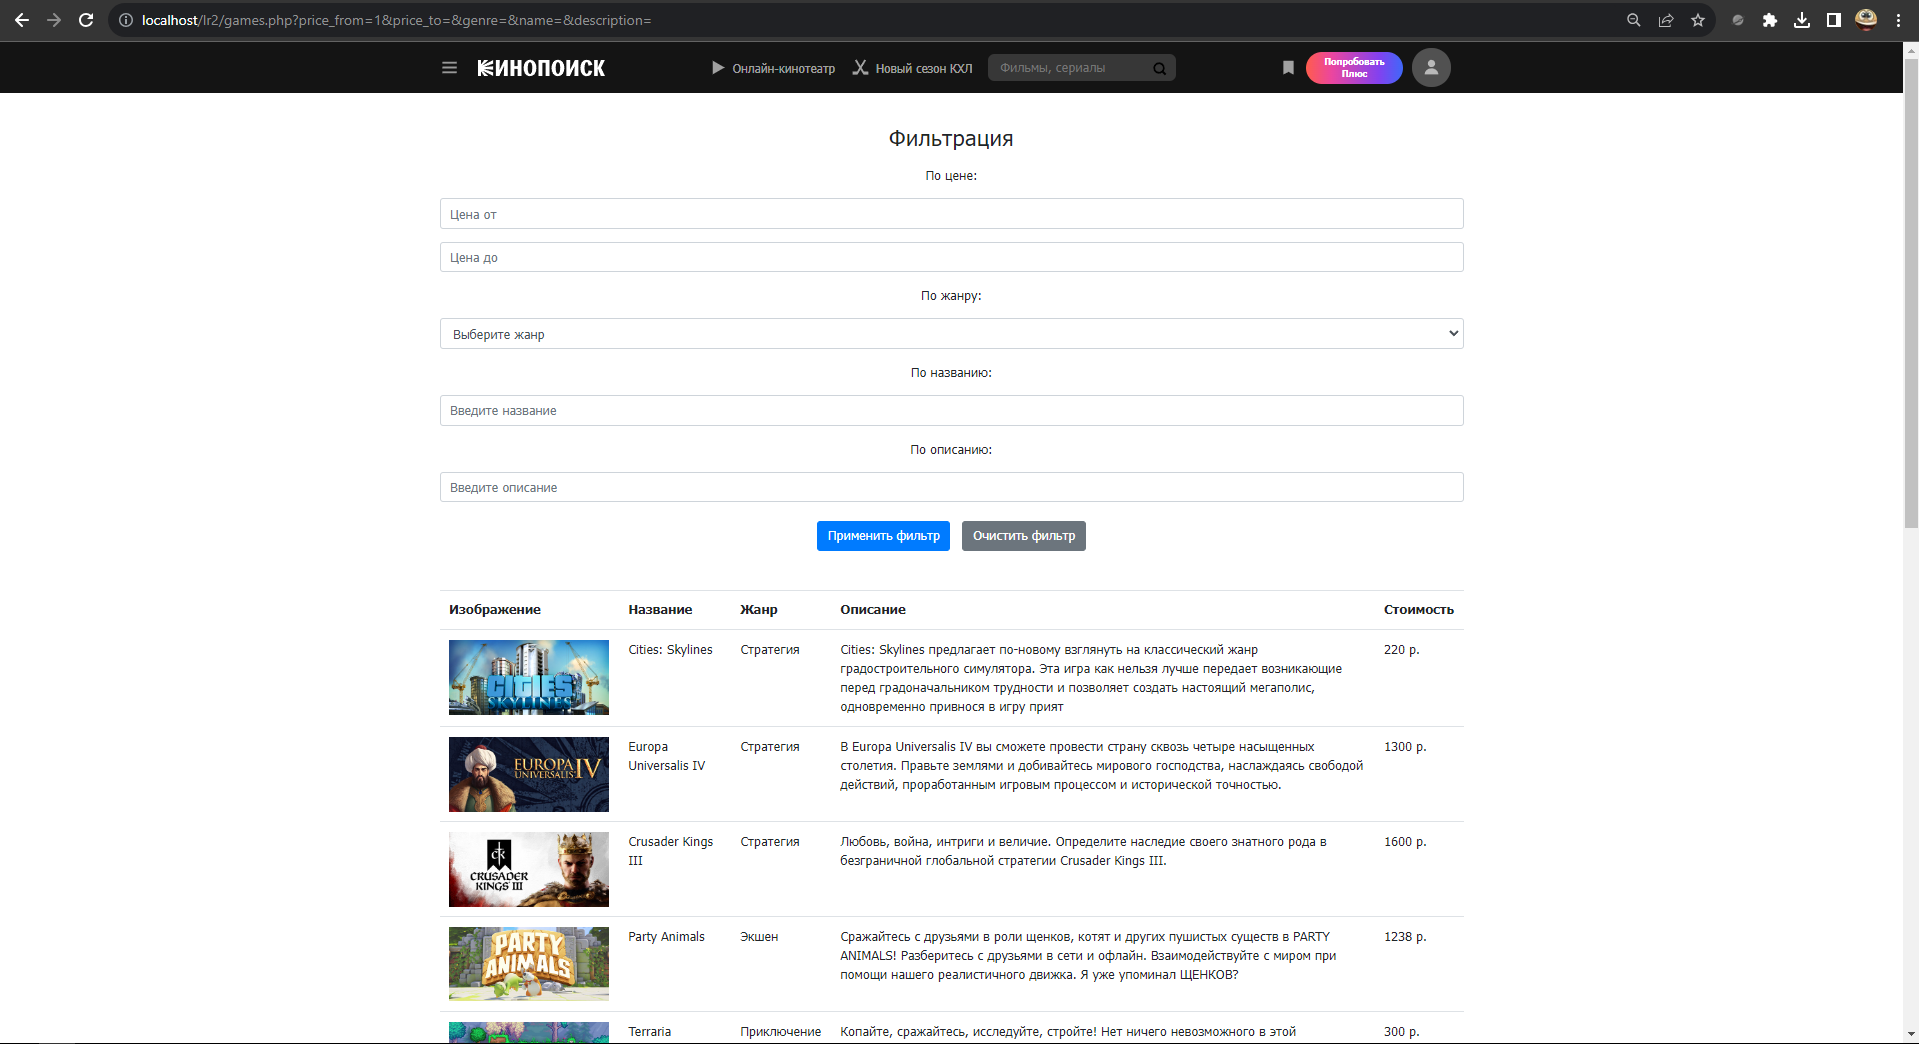 localhost/lr2/games.php?price_from=1&price_to=&genre=&name=&description=
КИНОПОИСК
Онлайн-кинотеатр
Новый сезон КХЛ
Фильмы, сериалы
Попробовать
Плюс
Фильтрация
По цене:
Цена от
Цена до
По жанру:
Выберите жанр
По названию:
Введите название
По описанию:
Введите описание
Применить фильтр
Очистить фильтр
Изображение Название Жанр Описание Стоимость
CITIES
SKYLINES
Cities: Skylines
Стратегия
Cities: Skylines предлагает по-новому взглянуть на классический жанр
градостроительного симулятора. Эта игра как нельзя лучше передает возникающие
перед градоначальником трудности и позволяет создать настоящий мегаполис,
одновременно привнося в игру прият
220 р.
EUROPA
UNIVERSALIS IV
Europa
Universalis IV
Стратегия
В Europa Universalis IV вы сможете провести страну сквозь четыре насыщенных
столетия. Правьте землями и добивайтесь мирового господства, наслаждаясь свободой
действий, проработанным игровым процессом и исторической точностью.
1300 р.
CK
CRUSADER
KINGS III
Crusader Kings
III
Стратегия
Любовь, война, интриги и величие. Определите наследие своего знатного рода в
безграничной глобальной стратегии Crusader Kings III.
1600 р.
PARTY
ANIMALS
Party Animals
Экшен
Сражайтесь с друзьями в роли щенков, котят и других пушистых существ в PARTY
ANIMALS! Разберитесь с друзьями в сети и офлайн. Взаимодействуйте с миром при
помощи нашего реалистичного движка. Я уже упоминал ЩЕНКОВ?
1238 р.
Terraria
Приключение
Копайте, сражайтесь, исследуйте, стройте! Нет ничего невозможного в этой
300 р.